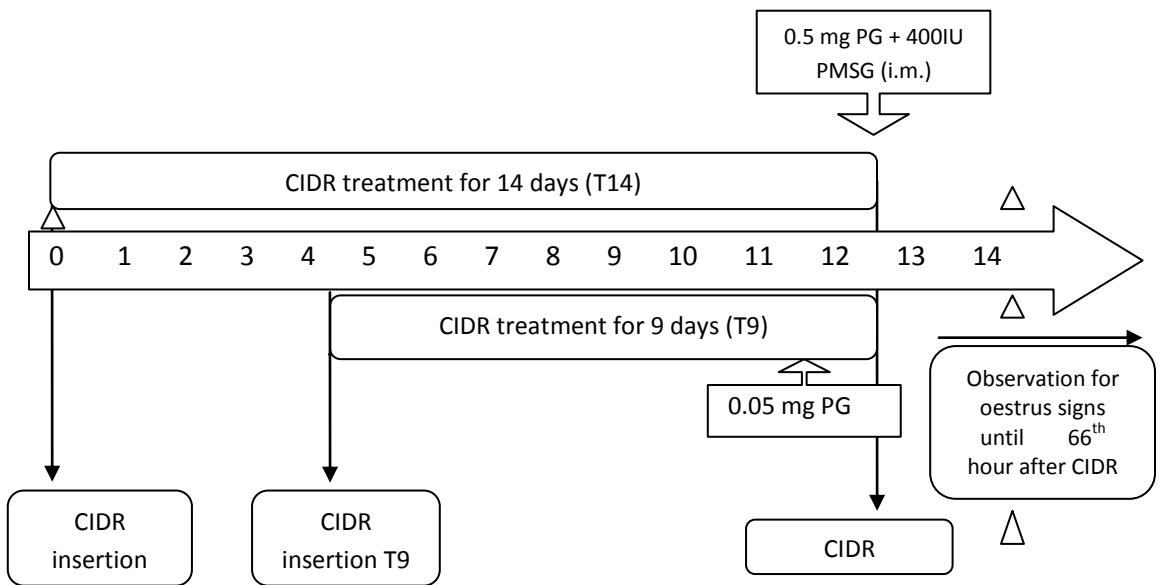 0.5 mg PG + 400IU
PMSG (i.m.)
CIDR treatment for 14 days (T14)
0 1 2 3 4 5 6 7 8 9 10 11 12 13 14
CIDR treatment for 9 days (T9)
0.05 mg PG
Observation for
oestrus signs
until 66th
hour after CIDR
CIDR
insertion
CIDR
insertion T9
CIDR